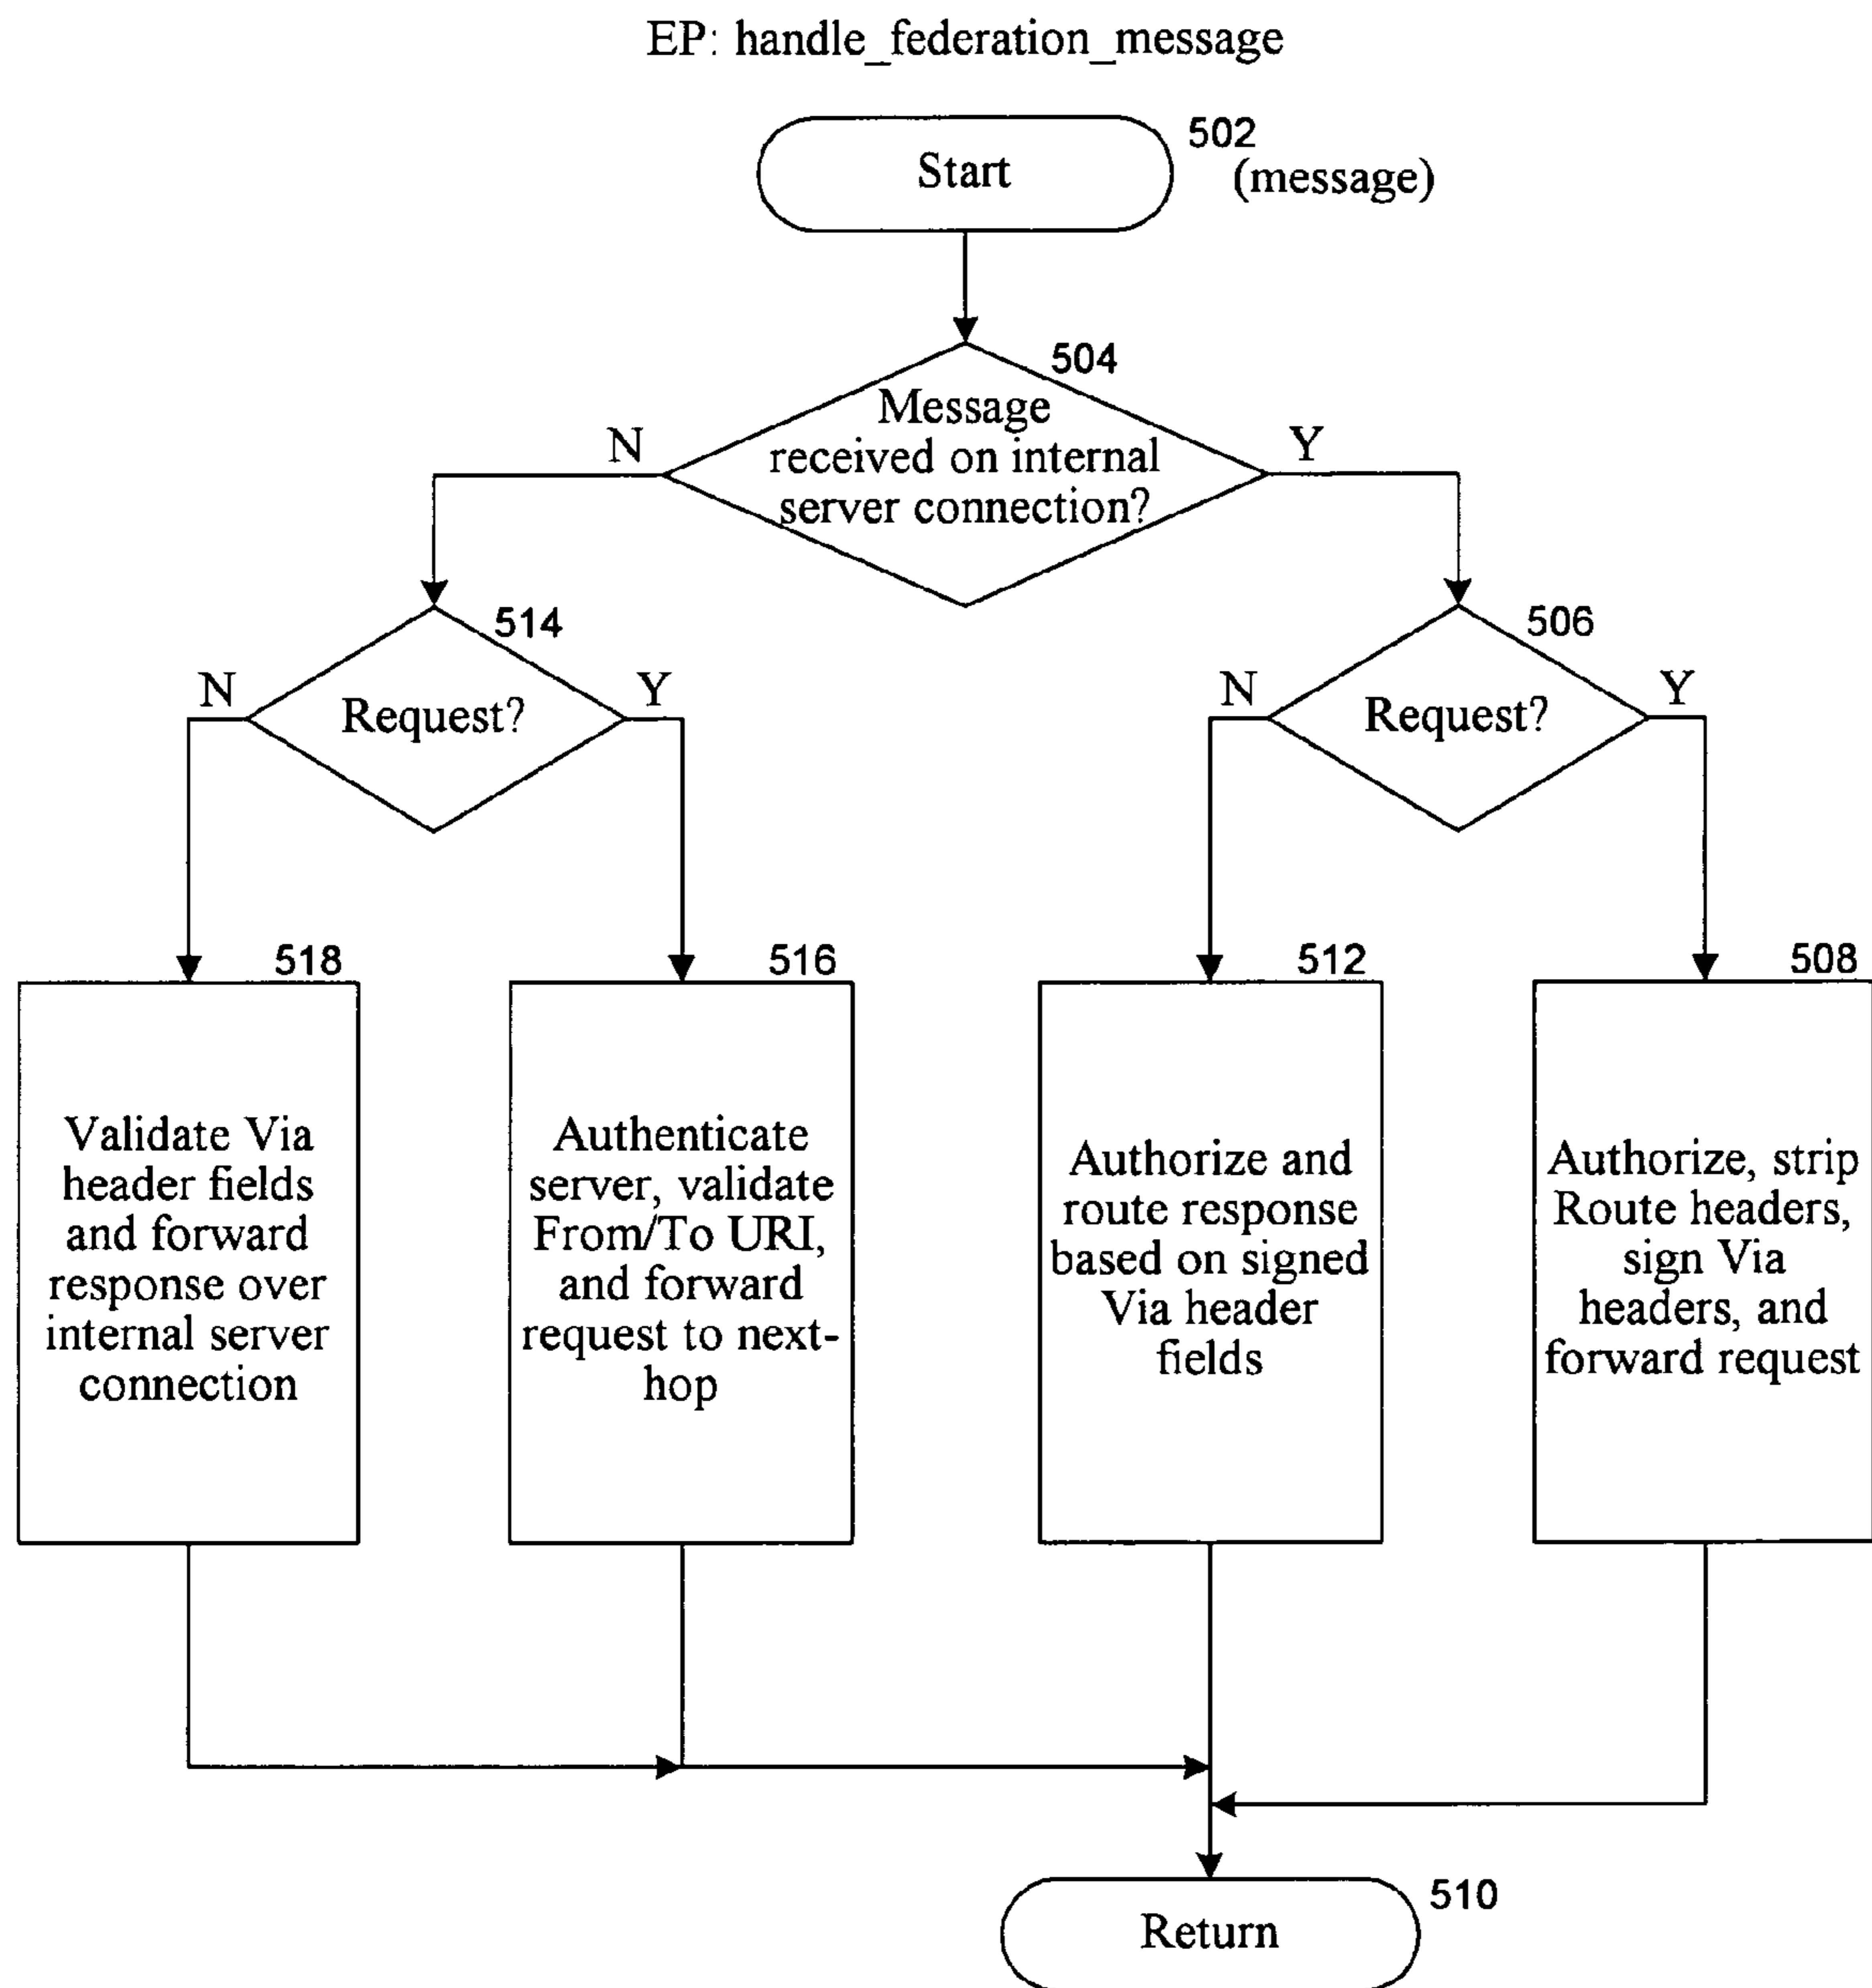 EP: handle_federation_message
502
Start
(message)
504
Message
received on internal
server connection?
N
Y
514
Request?
N
Y
506
Request?
N
Y
518
Validate Via
header fields
and forward
response over
internal server
connection
516
Authenticate
server, validate
From/To URI,
and forward
request to next-
hop
512
Authorize and
route response
based on signed
Via header
fields
508
Authorize, strip
Route headers,
sign Via
headers, and
forward request
510
Return